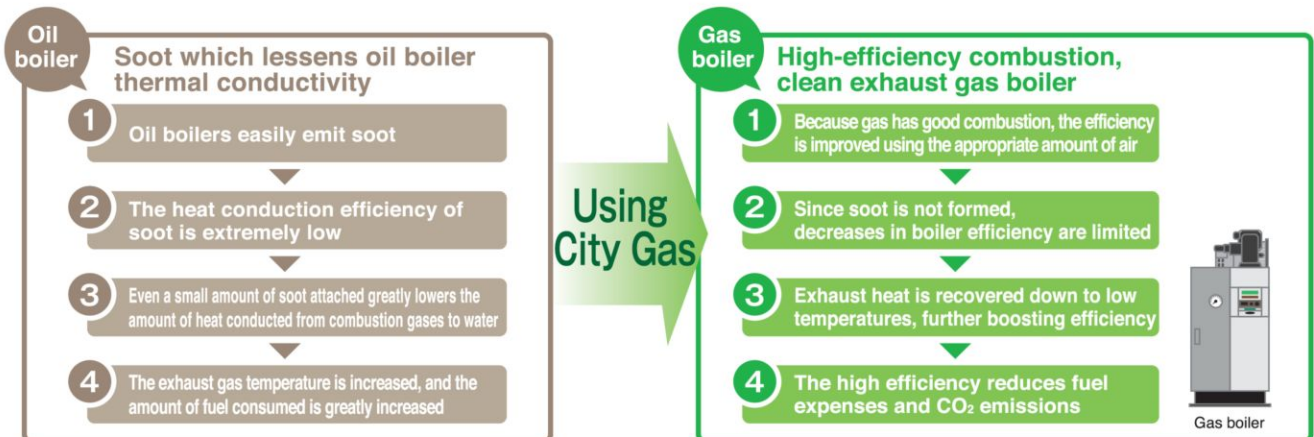 Oil
boiler
Soot which lessens oil boiler
thermal conductivity
1
Oil boilers easily emit soot
2
The heat conduction efficiency of
soot is extremely low
3
Even a small amount of soot attached greatly lowers the
amount of heat conducted from combustion gases to water
4
The exhaust gas temperature is increased, and the
amount of fuel consumed is greatly increased
Using
City Gas
Gas
boiler
High-efficiency combustion,
clean exhaust gas boiler
1
Because gas has good combustion, the efficiency
is improved using the appropriate amount of air
2
Since soot is not formed,
decreases in boiler efficiency are limited
3
Exhaust heat is recovered down to low
temperatures, further boosting efficiency
4
The high efficiency reduces fuel
expenses and CO₂ emissions
Gas boiler